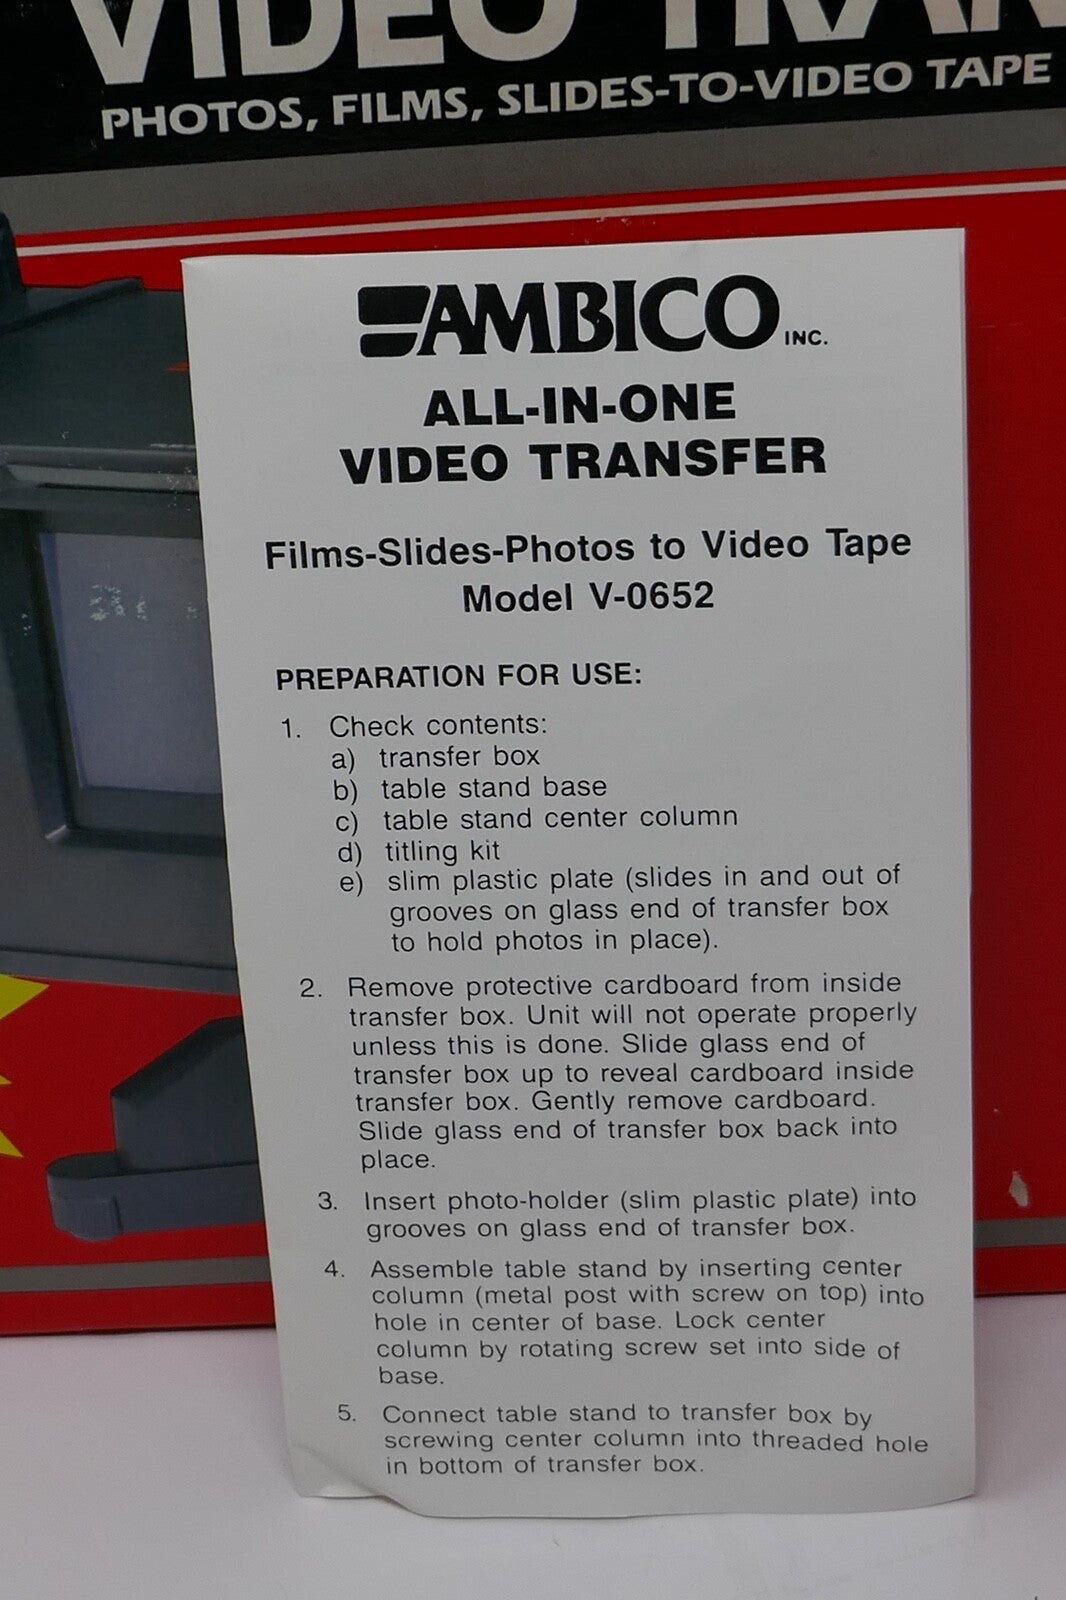 VIDEO TRAN
PHOTOS, FILMS, SLIDES-TO-VIDEO TAPE
AMBICO INC.
ALL-IN-ONE
VIDEO TRANSFER
Films-Slides-Photos to Video Tape
Model V-0652
PREPARATION FOR USE:
1. Check contents:
a) transfer box
b) table stand base
c) table stand center column
d) titling kit
e) slim plastic plate (slides in and out of
grooves on glass end of transfer box
to hold photos in place).
2. Remove protective cardboard from inside
transfer box. Unit will not operate properly
unless this is done. Slide glass end of
transfer box up to reveal cardboard inside
transfer box. Gently remove cardboard.
Slide glass end of transfer box back into
place.
3. Insert photo-holder (slim plastic plate) into
grooves on glass end of transfer box.
4. Assemble table stand by inserting center
column (metal post with screw on top) into
hole in center of base. Lock center
column by rotating screw set into side of
base.
5. Connect table stand to transfer box by
screwing center column into threaded hole
in bottom of transfer box.